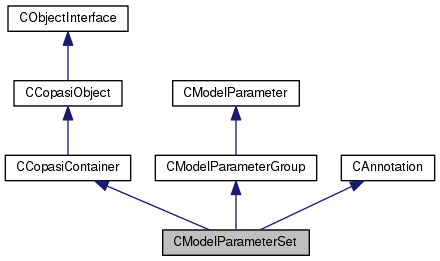 CObjectInterface
CCopasiObject
CModelParameter
CCopasiContainer
CModelParameterGroup
CAnnotation
CModelParameterSet